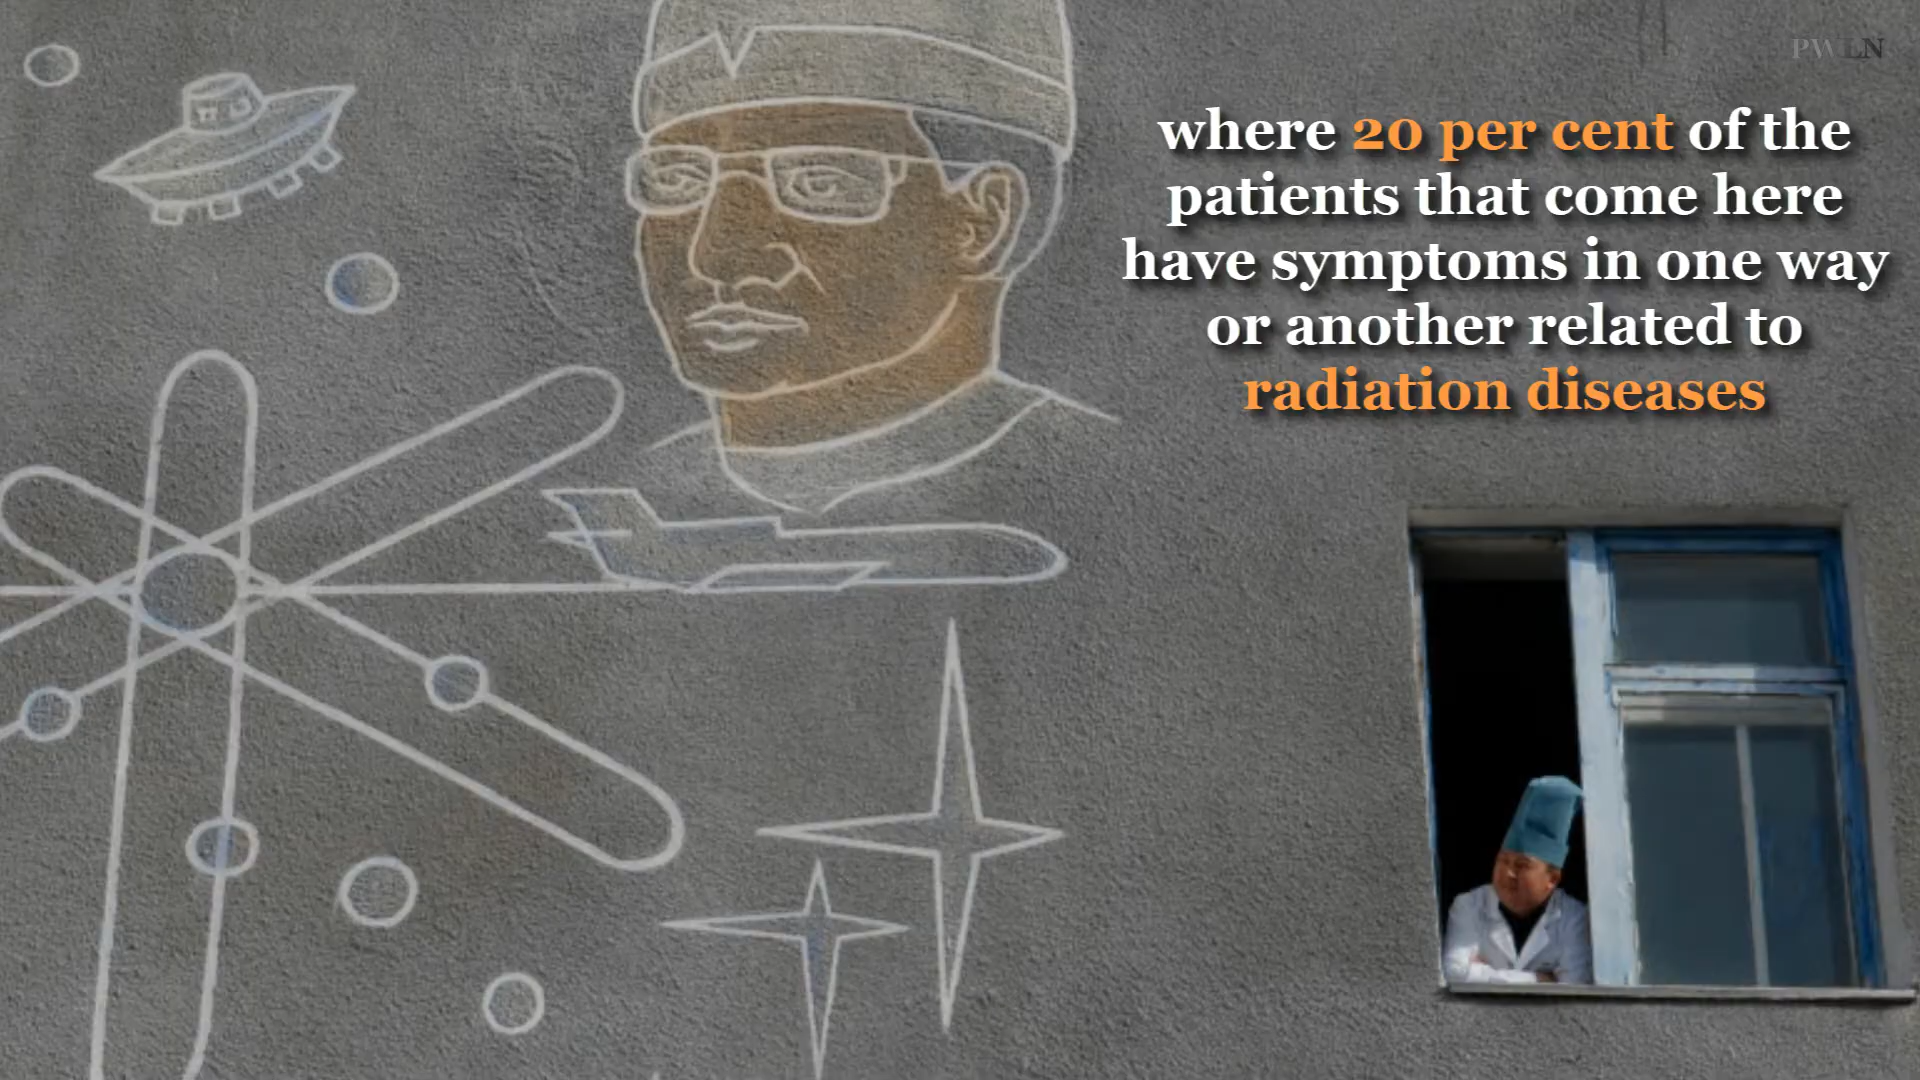 PWLN
where 20 per cent of the
patients that come here
have symptoms in one way
or another related to
radiation diseases